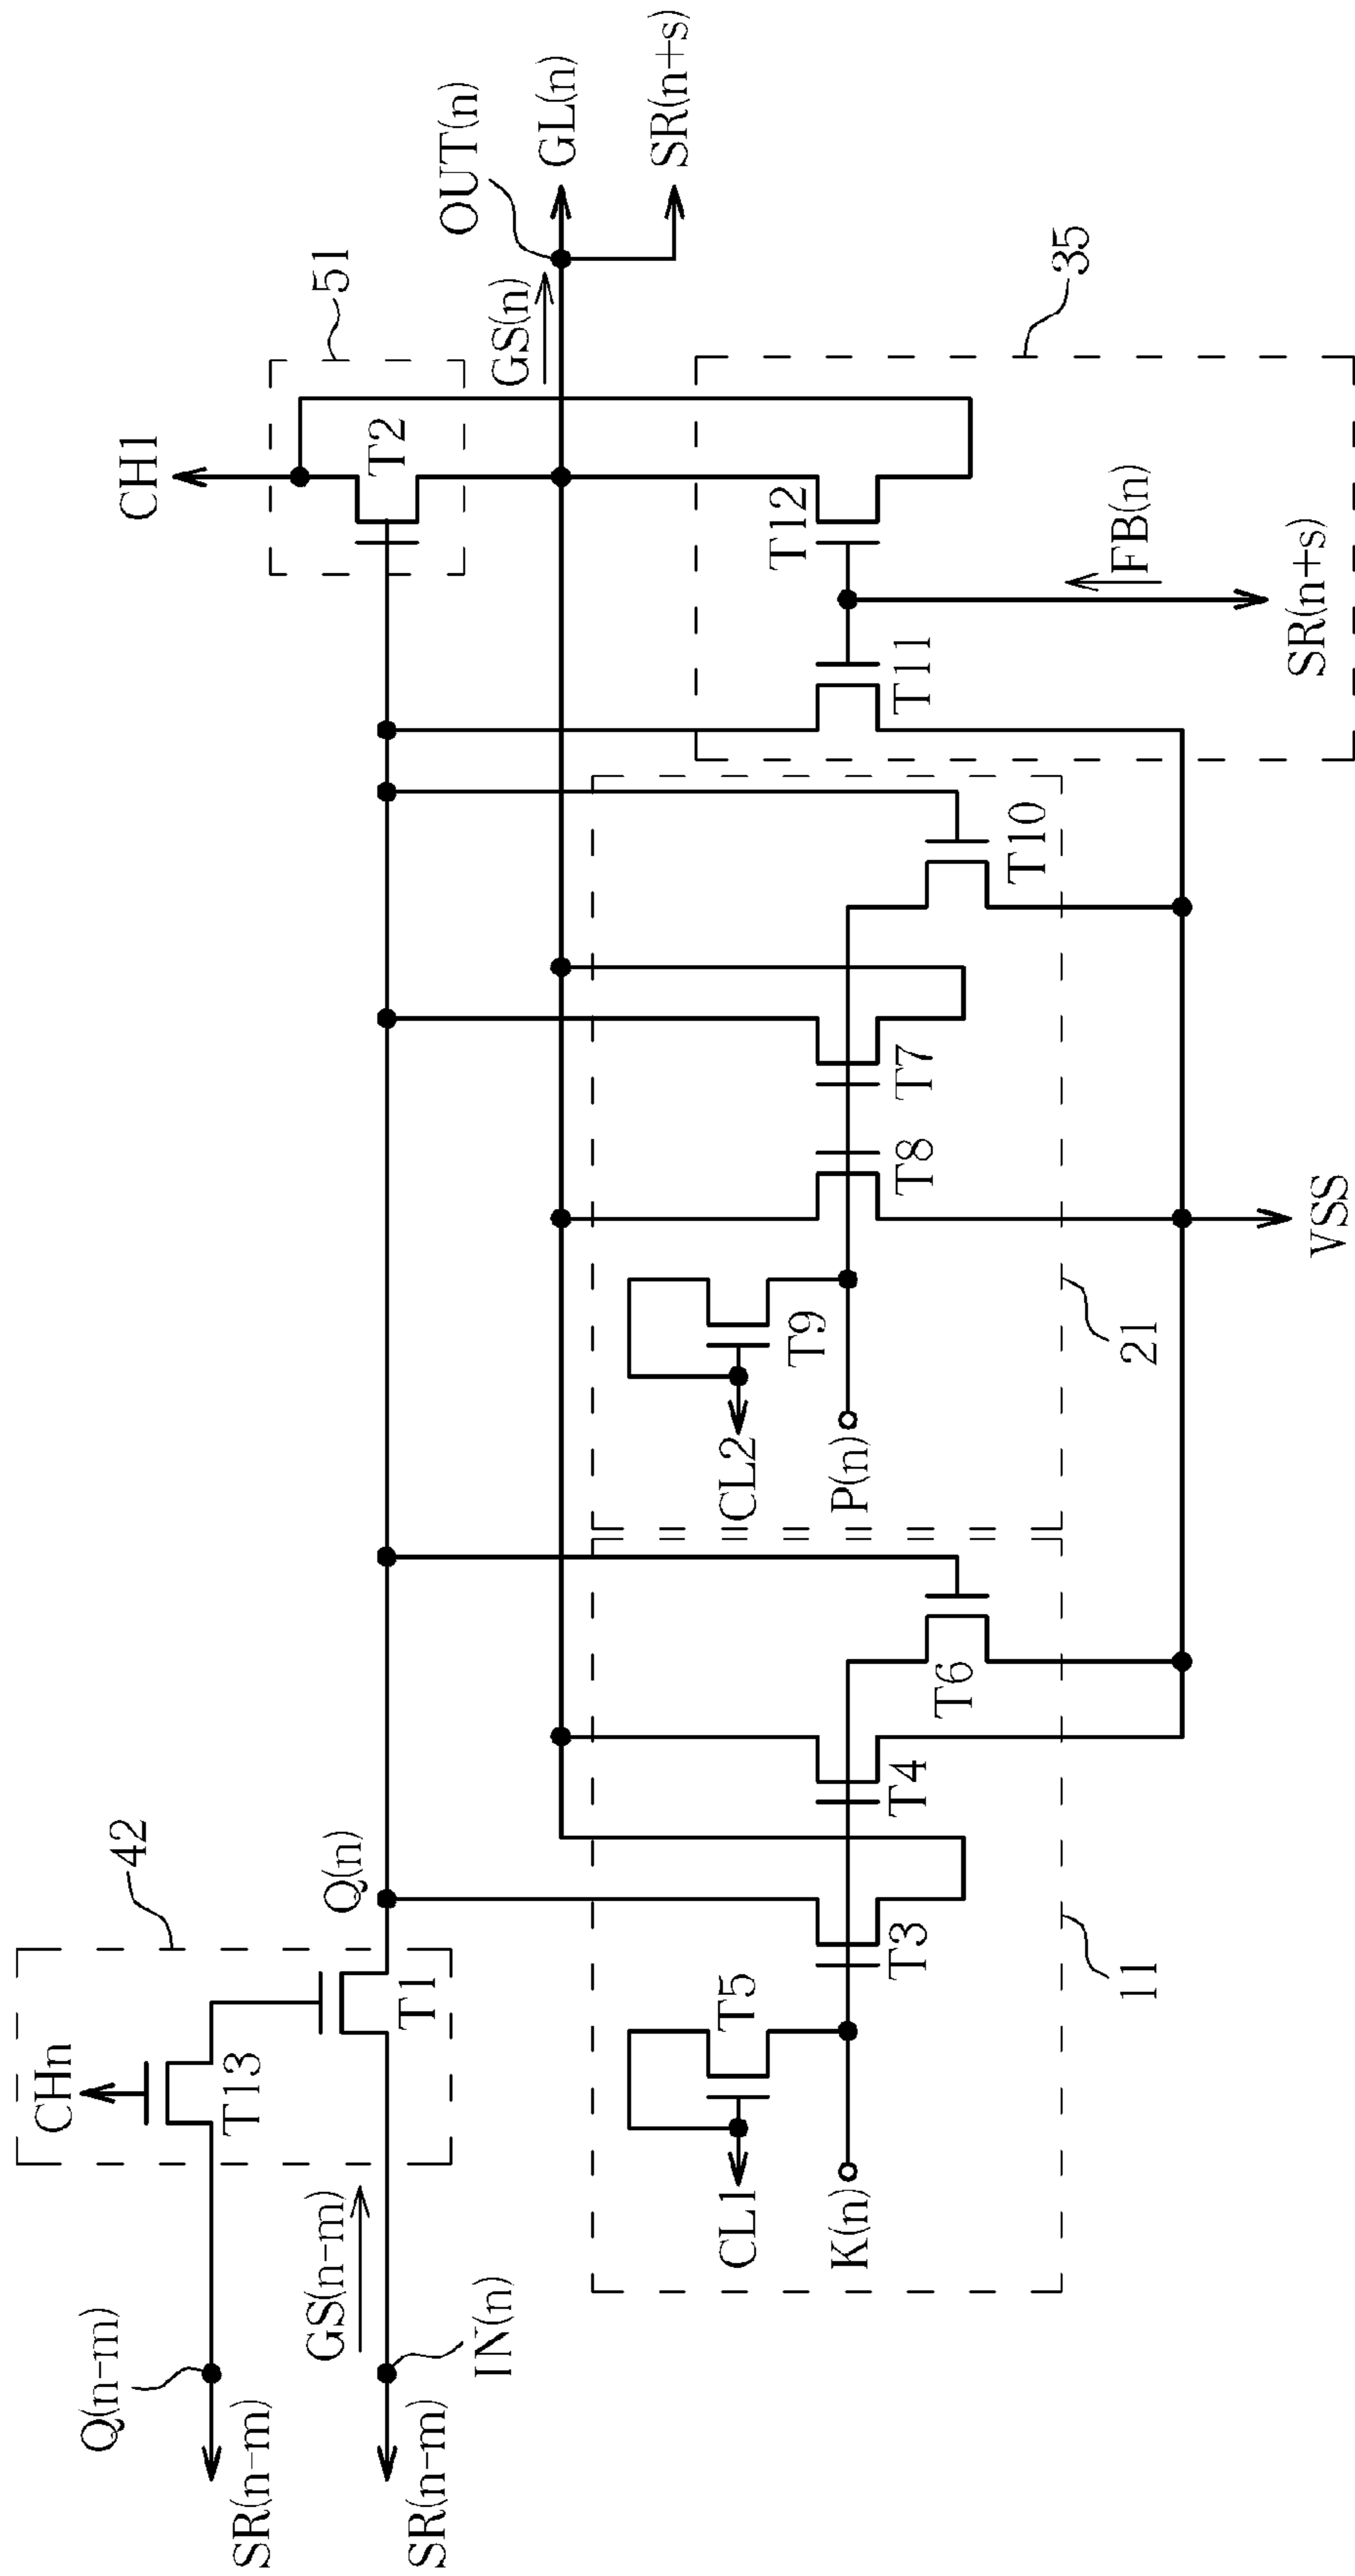 Q(n-m)
SR(n-m)
GS(n-m)
SR(n-m)
IN(n)
CHn
T13
42
T1
Q(n)
CL1
T5
K(n)
T3
T4
T6
11
CL2
T9
P(n)
T8
T7
T10
21
VSS
CH1
T2
51
GS(n)
OUT(n)
GL(n)
SR(n+s)
T11
T12
FB(n)
SR(n+s)
35